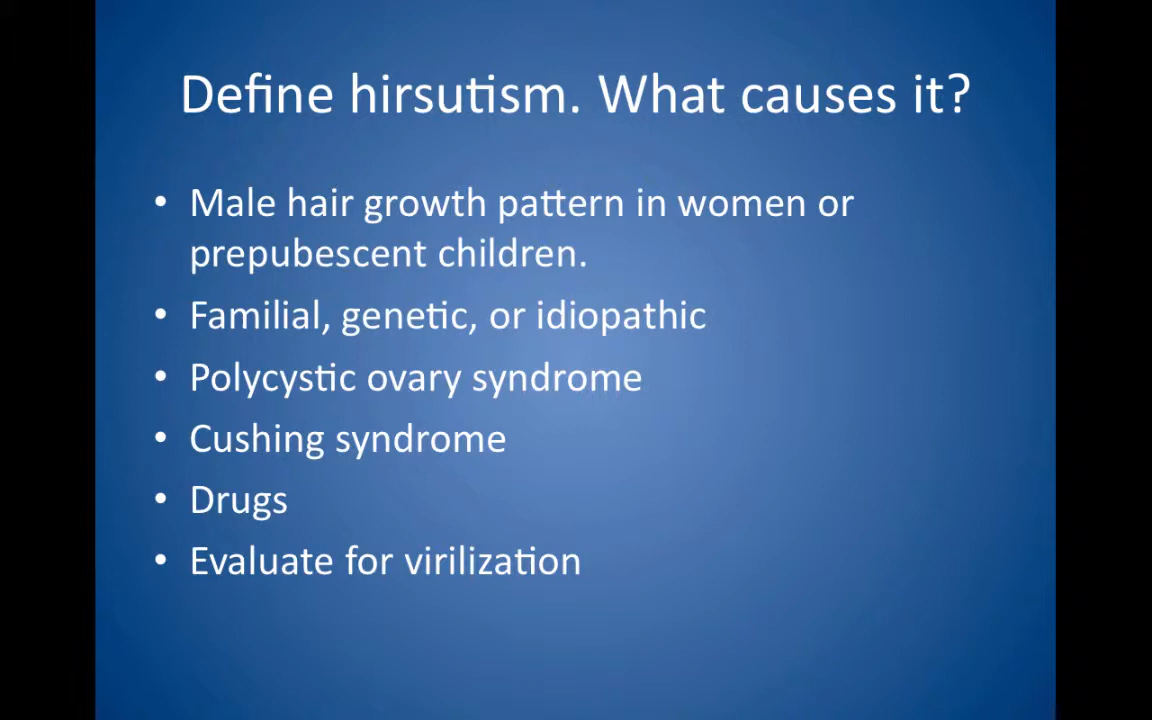 Define hirsutism. What causes it?
• Male hair growth pattern in women or
prepubescent children.
• Familial, genetic, or idiopathic
• Polycystic ovary syndrome
• Cushing syndrome
• Drugs
• Evaluate for virilization